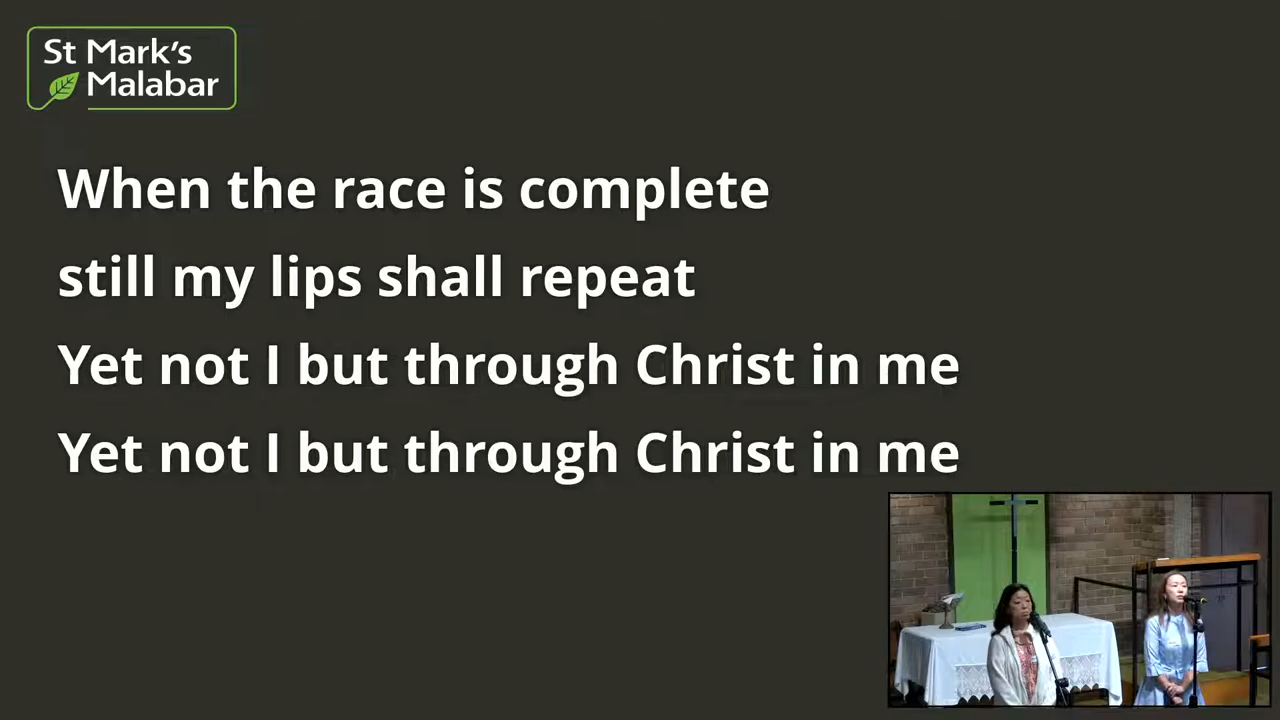 St Mark's
Malabar
When the race is complete
still my lips shall repeat
Yet not I but through Christ in me
Yet not I but through Christ in me